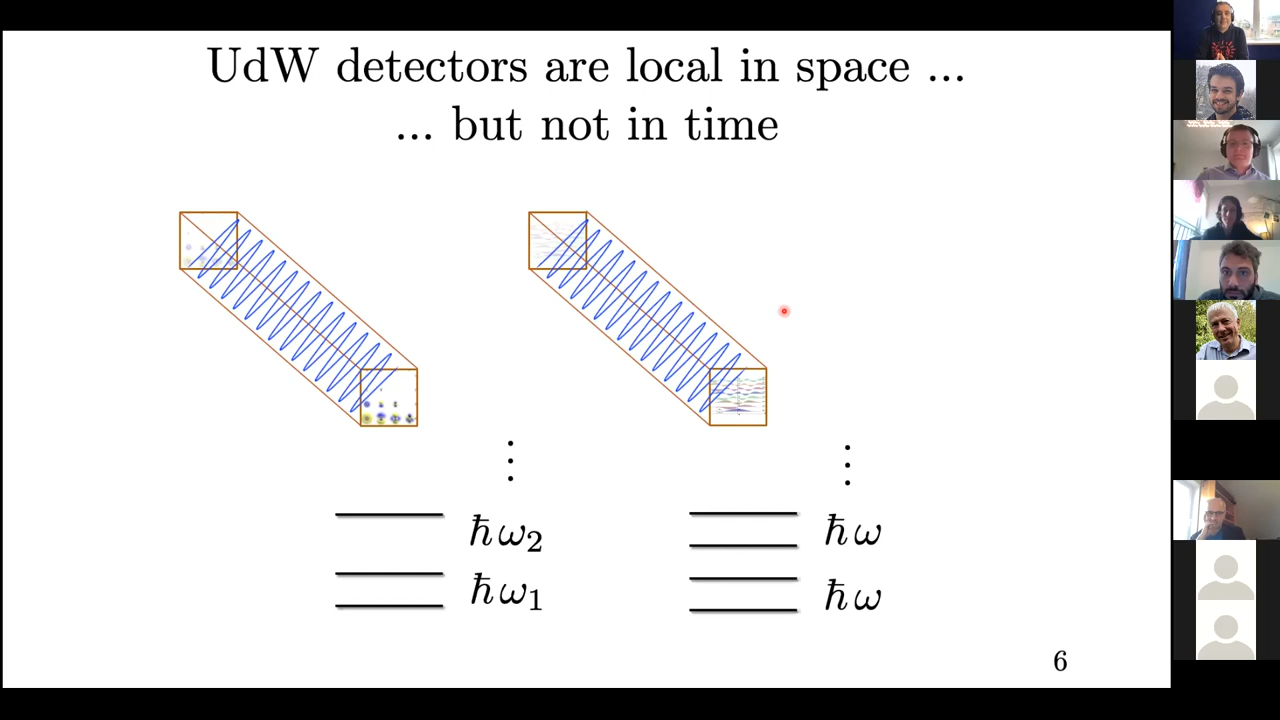 UdW detectors are local in space ...
... but not in time
⋮ ⋮
ℏω₂ ℏω
ℏω₁ ℏω
6